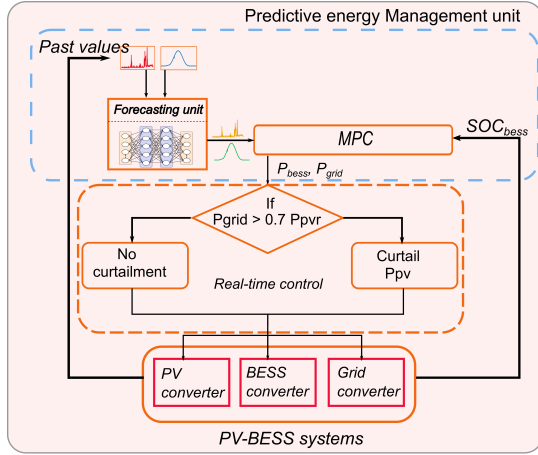 Predictive energy Management unit
Past values
Forecasting unit
MPC
SOCbess
Pbess, Pgrid
If
Pgrid > 0.7 Ppvr
No
curtailment
Curtail
Ppv
Real-time control
PV
converter
BESS
converter
Grid
converter
PV-BESS systems